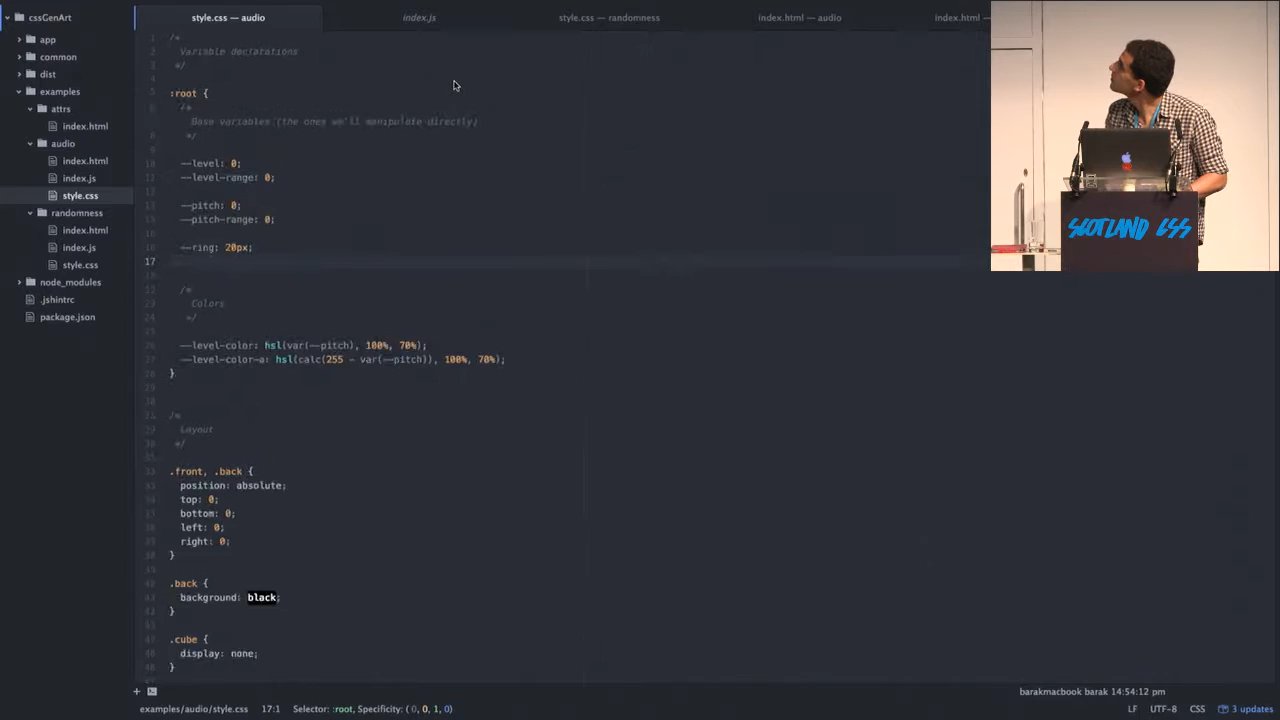 cssGenArt
app
common
dist
examples
attrs
index.html
audio
index.html
index.js
style.css
randomness
index.html
index.js
style.css
node_modules
.jshintrc
package.json
style.css — audio
index.js
style.css — randomness
index.html — audio
index.html —
/*
Variable declarations
*/
:root {
/*
Base variables (the ones we'll manipulate directly)
*/
--level: 0;
--level-range: 0;
--pitch: 0;
--pitch-range: 0;
--ring: 20px;
17
/*
Colors
*/
--level-color: hsl(var(--pitch), 100%, 70%);
--level-color-a: hsl(calc(255 - var(--pitch)), 100%, 70%);
}
/*
Layout
*/
.front, .back {
position: absolute;
top: 0;
bottom: 0;
left: 0;
right: 0;
}
.back {
background: black;
}
.cube {
display: none;
}
SCOTLAND CSS
barakmacbook barak 14:54:12 pm
examples/audio/style.css 17:1 Selector: :root, Specificity: ( 0, 0, 1, 0)
LF UTF-8 CSS 3 updates